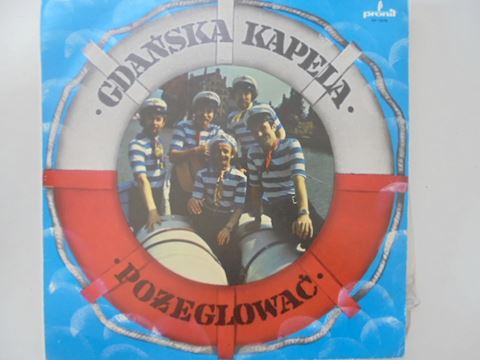 pronit
·GDAŃSKA KAPELA·
·POŻEGLOWAĆ·